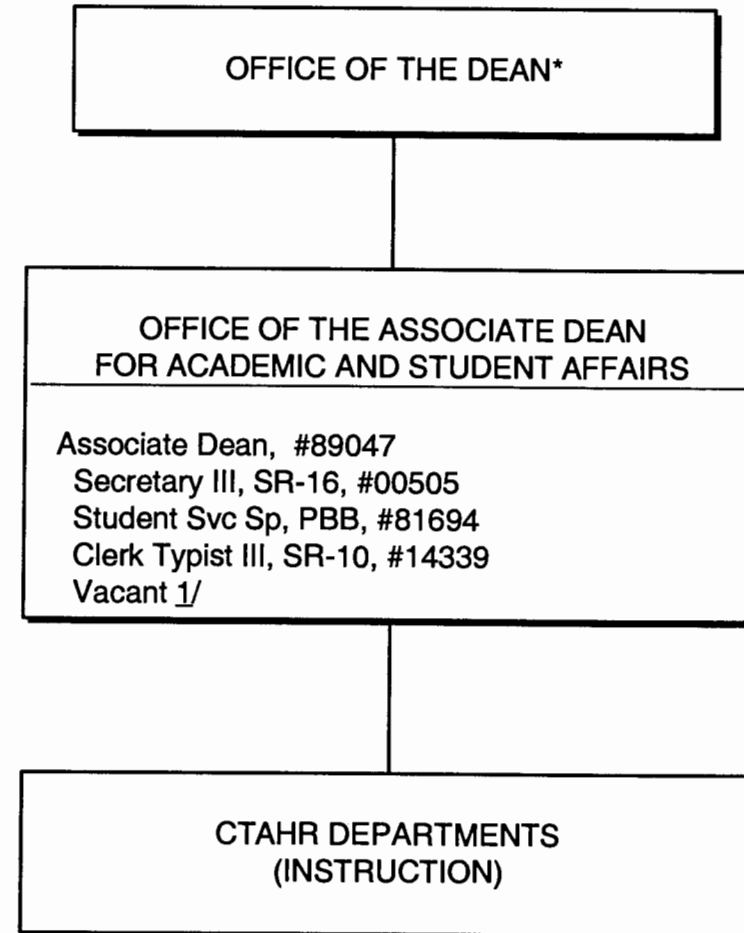 OFFICE OF THE DEAN*
OFFICE OF THE ASSOCIATE DEAN
FOR ACADEMIC AND STUDENT AFFAIRS
Associate Dean, #89047
Secretary III, SR-16, #00505
Student Svc Sp, PBB, #81694
Clerk Typist III, SR-10, #14339
Vacant 1/
CTAHR DEPARTMENTS
(INSTRUCTION)